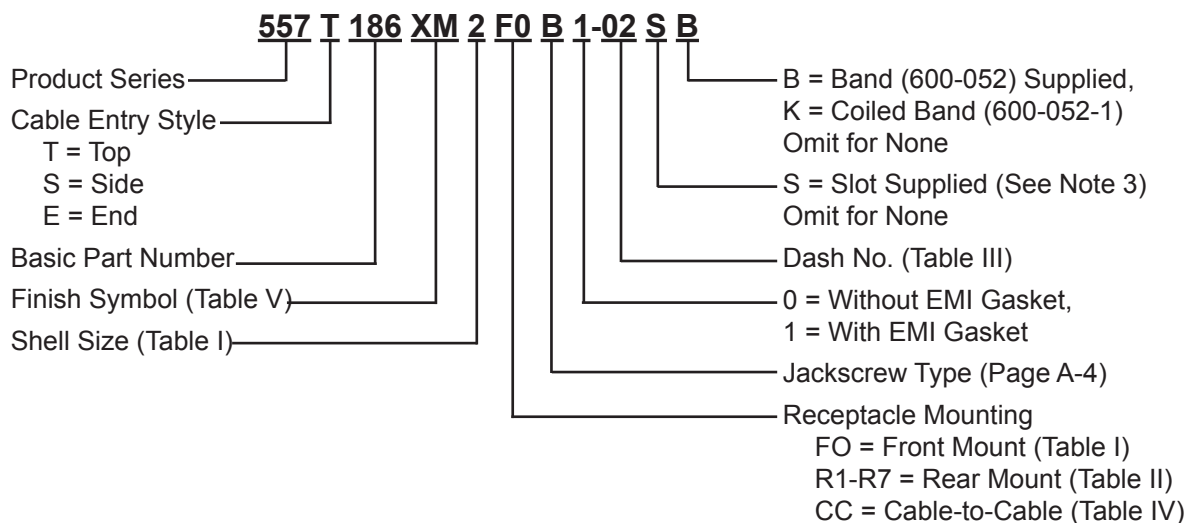 557 T 186 XM 2 F0 B 1-02 S B
Product Series
Cable Entry Style
T = Top
S = Side
E = End
Basic Part Number
Finish Symbol (Table V)
Shell Size (Table I)
B = Band (600-052) Supplied,
K = Coiled Band (600-052-1)
Omit for None
S = Slot Supplied (See Note 3)
Omit for None
Dash No. (Table III)
0 = Without EMI Gasket,
1 = With EMI Gasket
Jackscrew Type (Page A-4)
Receptacle Mounting
FO = Front Mount (Table I)
R1-R7 = Rear Mount (Table II)
CC = Cable-to-Cable (Table IV)